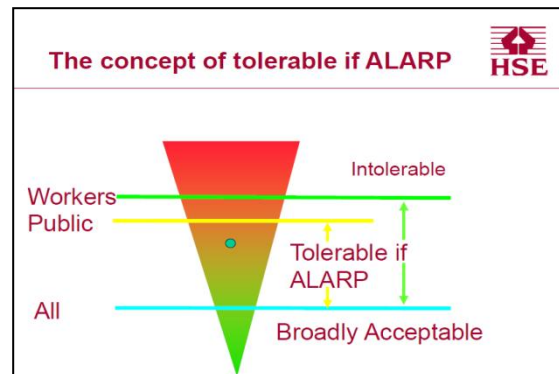 The concept of tolerable if ALARP
HSE
Intolerable
Workers
Public
Tolerable if
ALARP
All
Broadly Acceptable